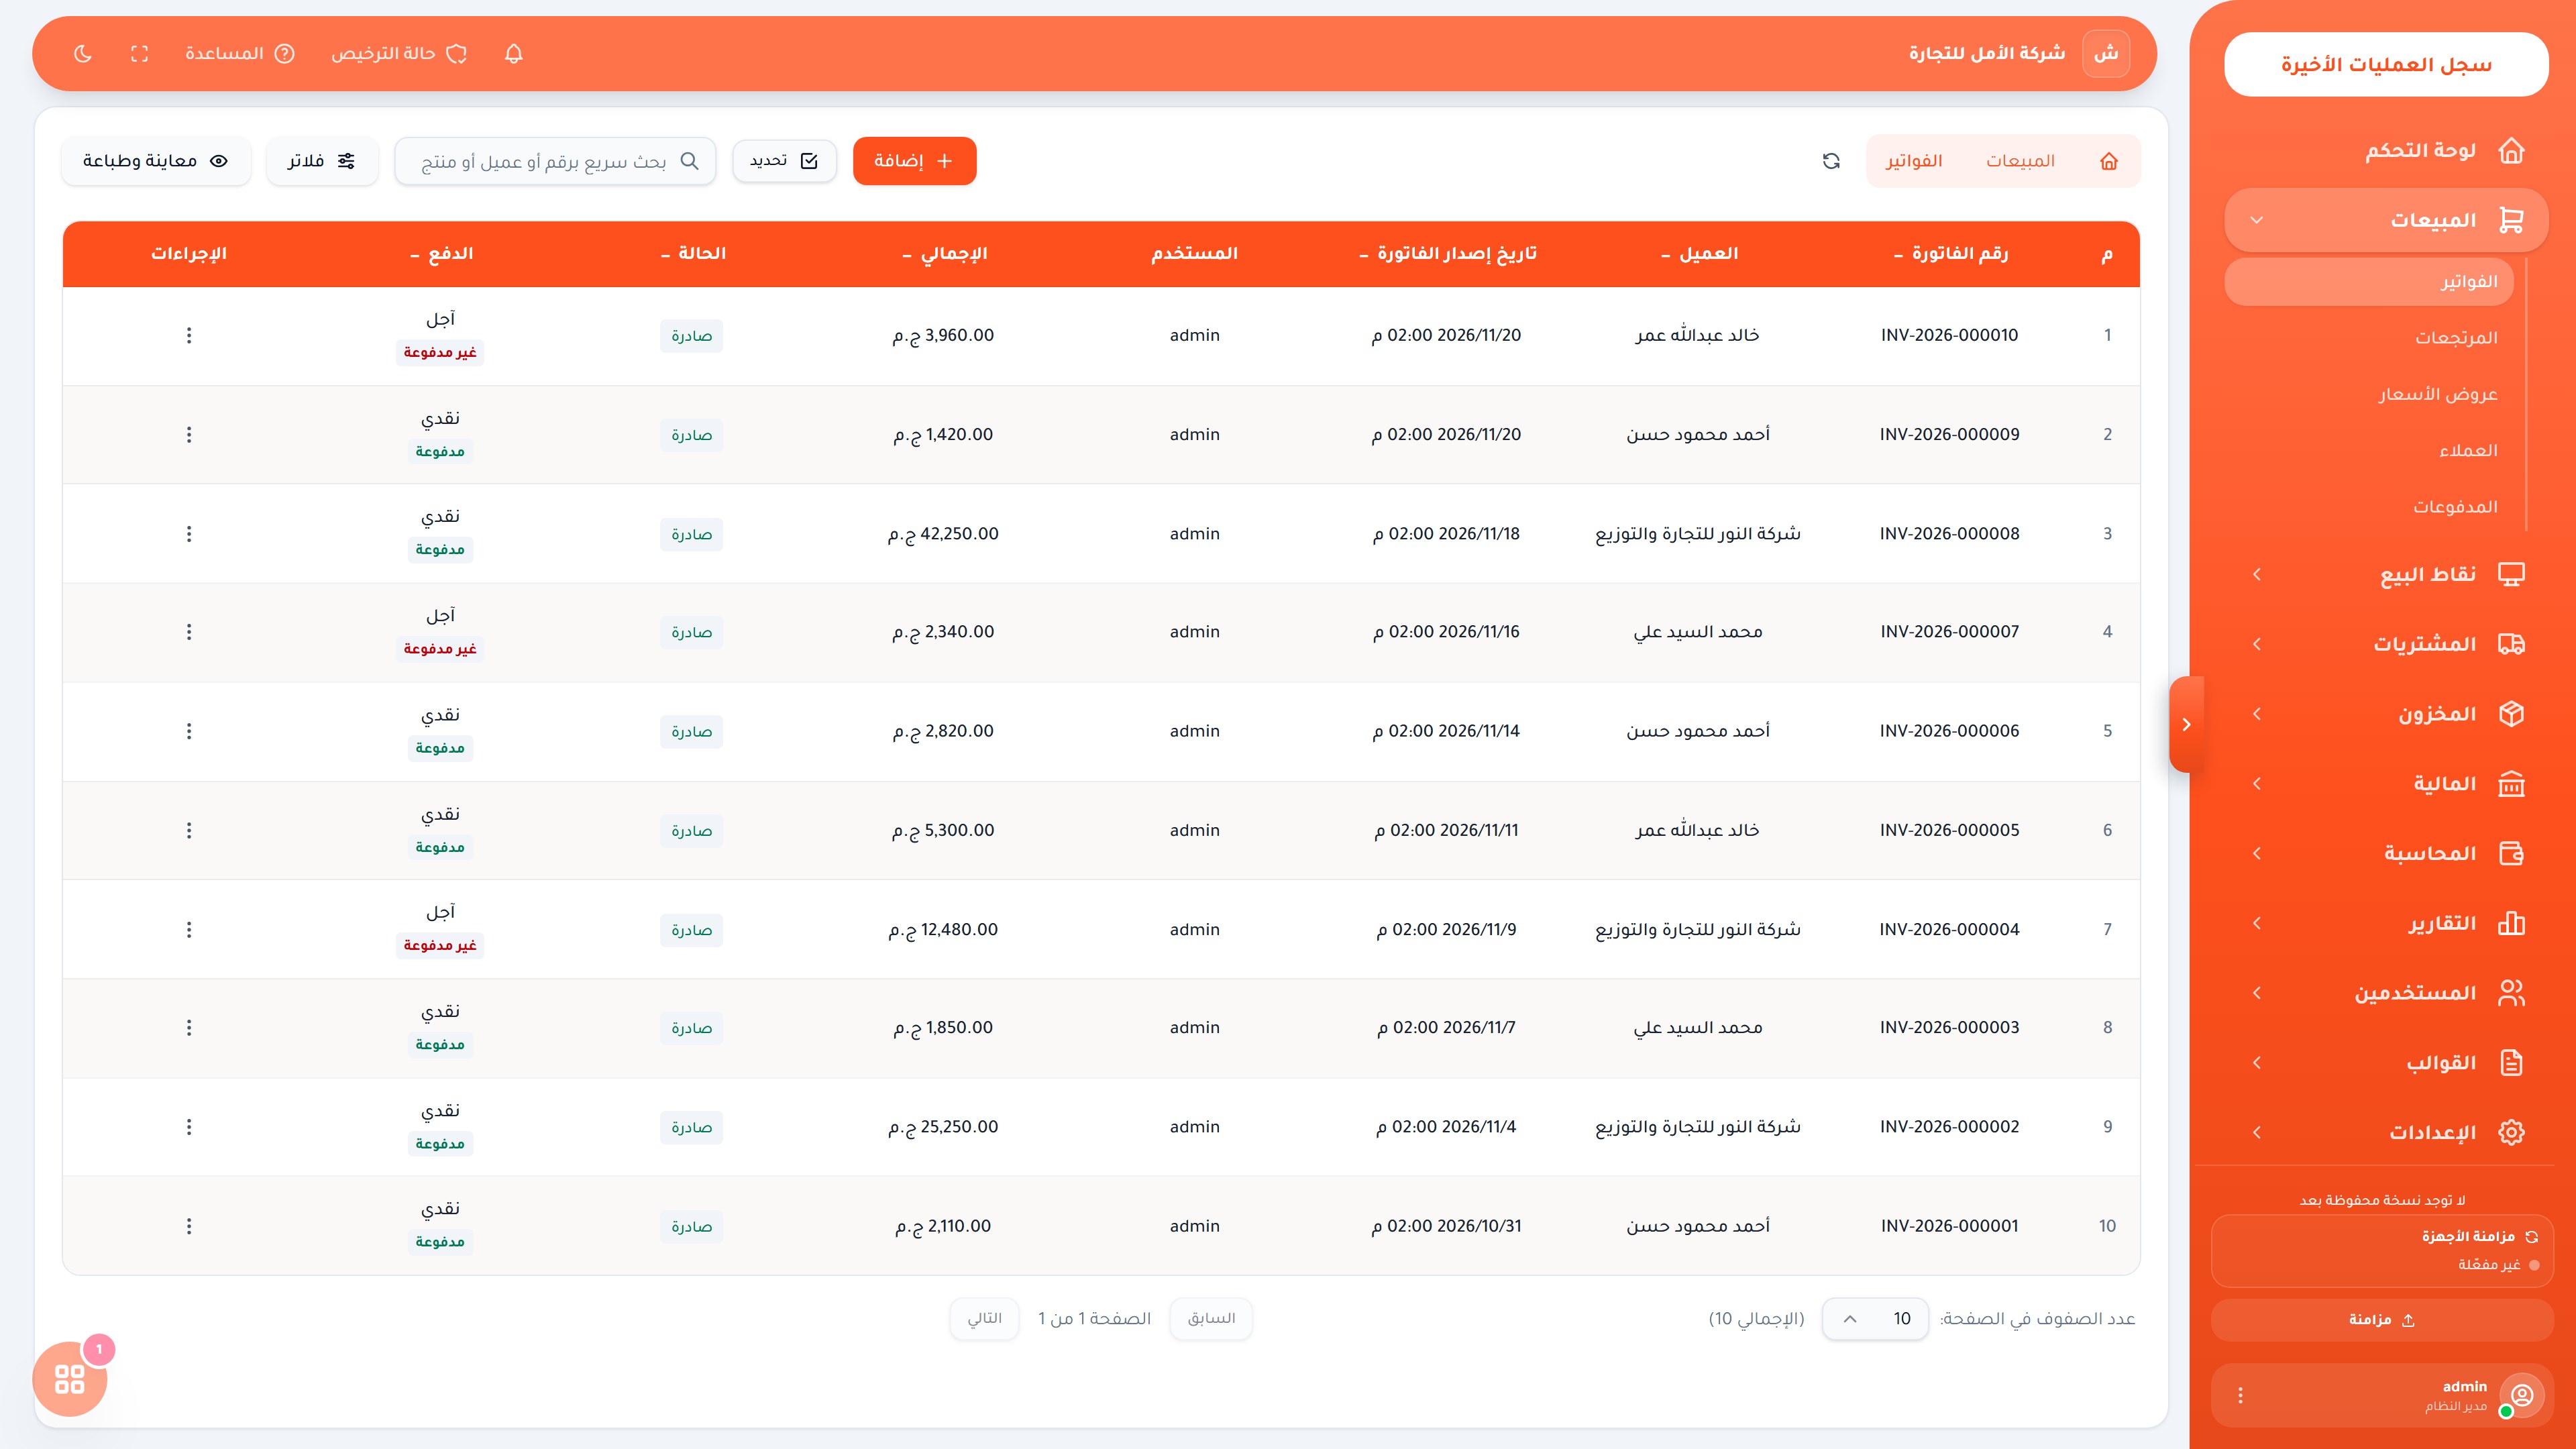 سجل العمليات الأخيرة
لوحة التحكم
المبيعات
الفواتير
المرتجعات
عروض الأسعار
العملاء
المدفوعات
نقاط البيع
المشتريات
المخزون
المالية
المحاسبة
التقارير
المستخدمين
القوالب
الإعدادات
لا توجد نسخة محفوظة بعد
مزامنة الأجهزة
غير مفعّلة
مزامنة
admin
مدير النظام
ش شركة الأمل للتجارة
حالة الترخيص
المساعدة
المبيعات الفواتير
إضافة
تحديد
بحث سريع برقم أو عميل أو منتج
فلاتر
معاينة وطباعة
م رقم الفاتورة – العميل – تاريخ إصدار الفاتورة – المستخدم الإجمالي – الحالة – الدفع – الإجراءات
1 INV-2026-000010 خالد عبدالله عمر 2026/11/20 02:00 م admin 3,960.00 ج.م صادرة آجل
غير مدفوعة
2 INV-2026-000009 أحمد محمود حسن 2026/11/20 02:00 م admin 1,420.00 ج.م صادرة نقدي
مدفوعة
3 INV-2026-000008 شركة النور للتجارة والتوزيع 2026/11/18 02:00 م admin 42,250.00 ج.م صادرة نقدي
مدفوعة
4 INV-2026-000007 محمد السيد علي 2026/11/16 02:00 م admin 2,340.00 ج.م صادرة آجل
غير مدفوعة
5 INV-2026-000006 أحمد محمود حسن 2026/11/14 02:00 م admin 2,820.00 ج.م صادرة نقدي
مدفوعة
6 INV-2026-000005 خالد عبدالله عمر 2026/11/11 02:00 م admin 5,300.00 ج.م صادرة نقدي
مدفوعة
7 INV-2026-000004 شركة النور للتجارة والتوزيع 2026/11/9 02:00 م admin 12,480.00 ج.م صادرة آجل
غير مدفوعة
8 INV-2026-000003 محمد السيد علي 2026/11/7 02:00 م admin 1,850.00 ج.م صادرة نقدي
مدفوعة
9 INV-2026-000002 شركة النور للتجارة والتوزيع 2026/11/4 02:00 م admin 25,250.00 ج.م صادرة نقدي
مدفوعة
10 INV-2026-000001 أحمد محمود حسن 2026/10/31 02:00 م admin 2,110.00 ج.م صادرة نقدي
مدفوعة
عدد الصفوف في الصفحة: 10 (الإجمالي 10) السابق الصفحة 1 من 1 التالي
1